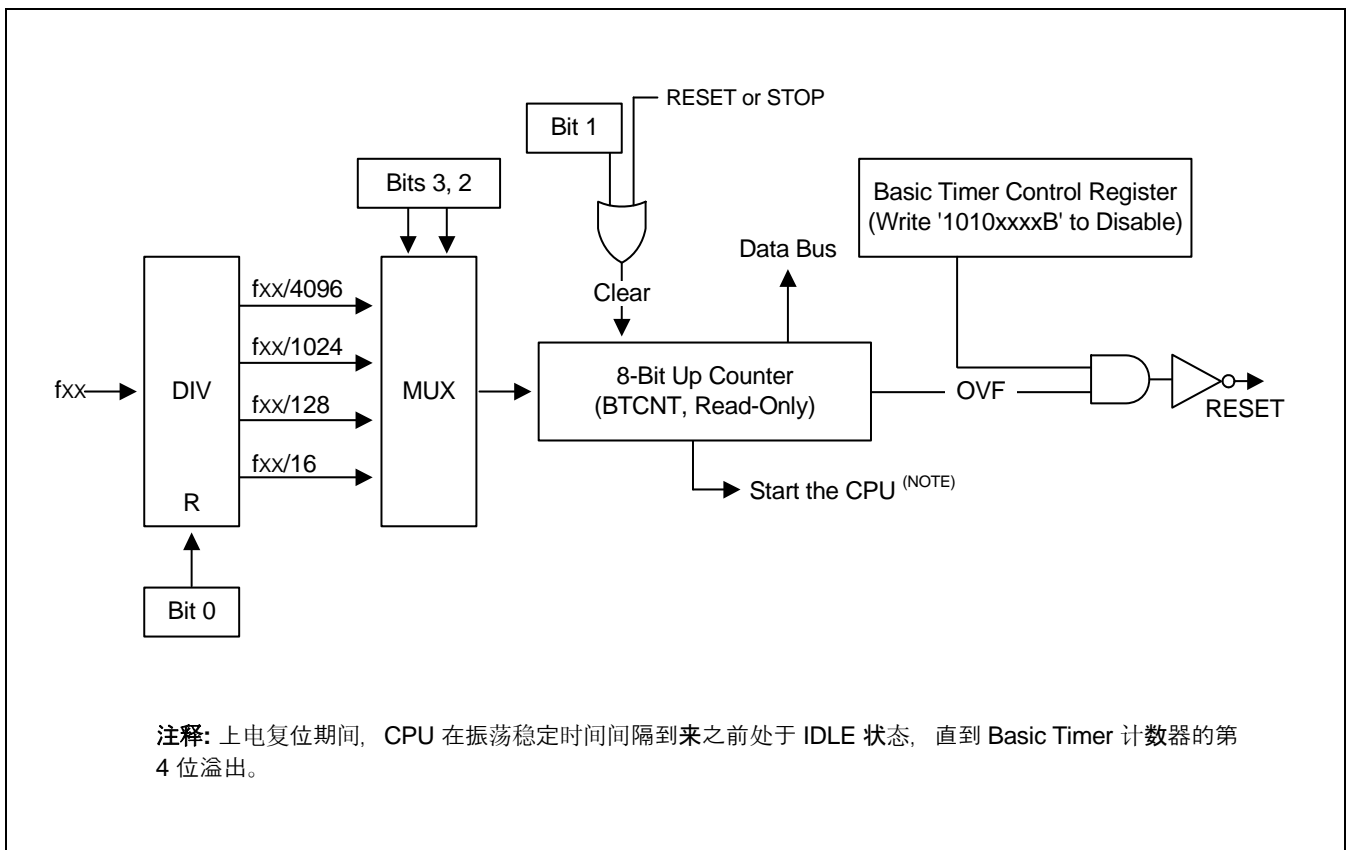 RESET or STOP
Bit 1
Bits 3, 2
Basic Timer Control Register
(Write '1010xxxxB' to Disable)
Data Bus
fxx/4096
Clear
fxx/1024
fxx
DIV
MUX
8-Bit Up Counter
(BTCNT, Read-Only)
OVF
RESET
fxx/128
fxx/16
R
Start the CPU (NOTE)
Bit 0
注释: 上电复位期间, CPU 在振荡稳定时间间隔到来之前处于 IDLE 状态, 直到 Basic Timer 计数器的第
4 位溢出。